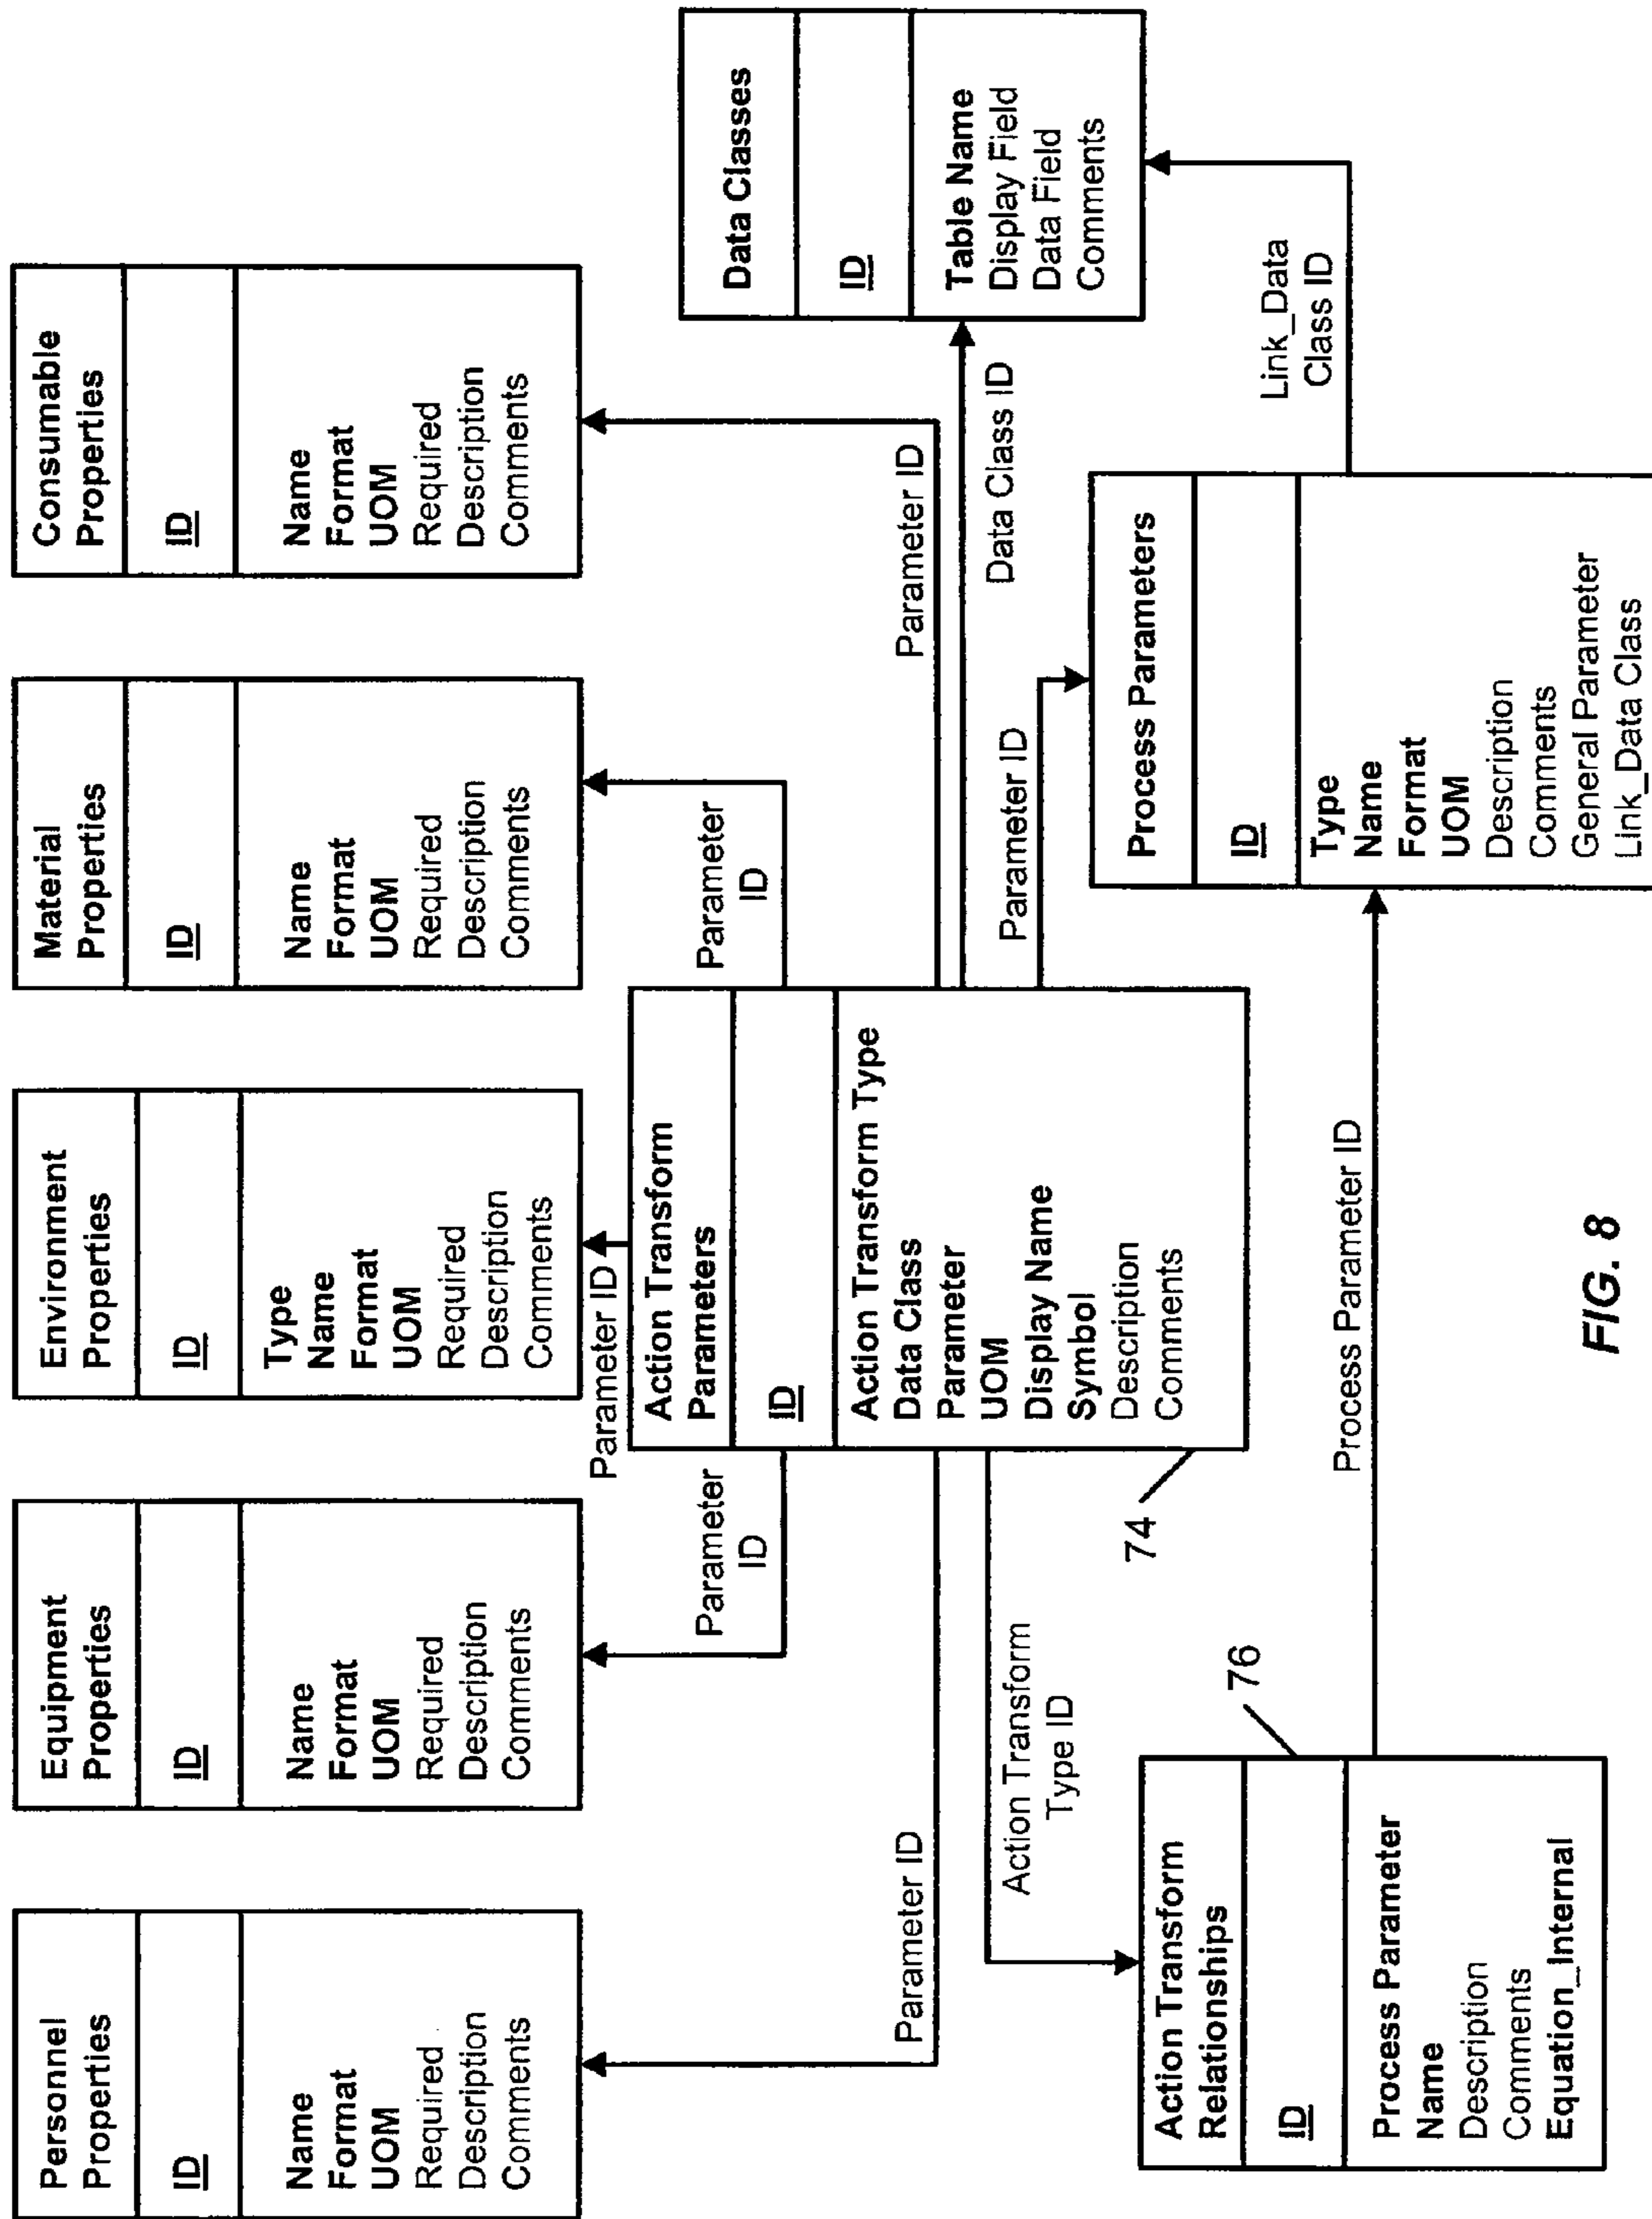 Personnel
Properties
ID
Name
Format
UOM
Required
Description
Comments
Equipment
Properties
ID
Name
Format
UOM
Required
Description
Comments
Environment
Properties
ID
Type
Name
Format
UOM
Required
Description
Comments
Material
Properties
ID
Name
Format
UOM
Required
Description
Comments
Consumable
Properties
ID
Name
Format
UOM
Required
Description
Comments
Parameter ID
Parameter
ID
Parameter ID
Parameter
ID
Parameter ID
Action Transform
Parameters
ID
Action Transform Type
Data Class
Parameter
UOM
Display Name
Symbol
Description
Comments
74
Data Class ID
Data Classes
ID
Table Name
Display Field
Data Field
Comments
Action Transform
Type ID
Parameter ID
Link_Data
Class ID
Action Transform
Relationships
ID
Process Parameter
Name
Description
Comments
Equation_Internal
76
Process Parameter ID
Process Parameters
ID
Type
Name
Format
UOM
Description
Comments
General Parameter
Link_Data Class
FIG. 8